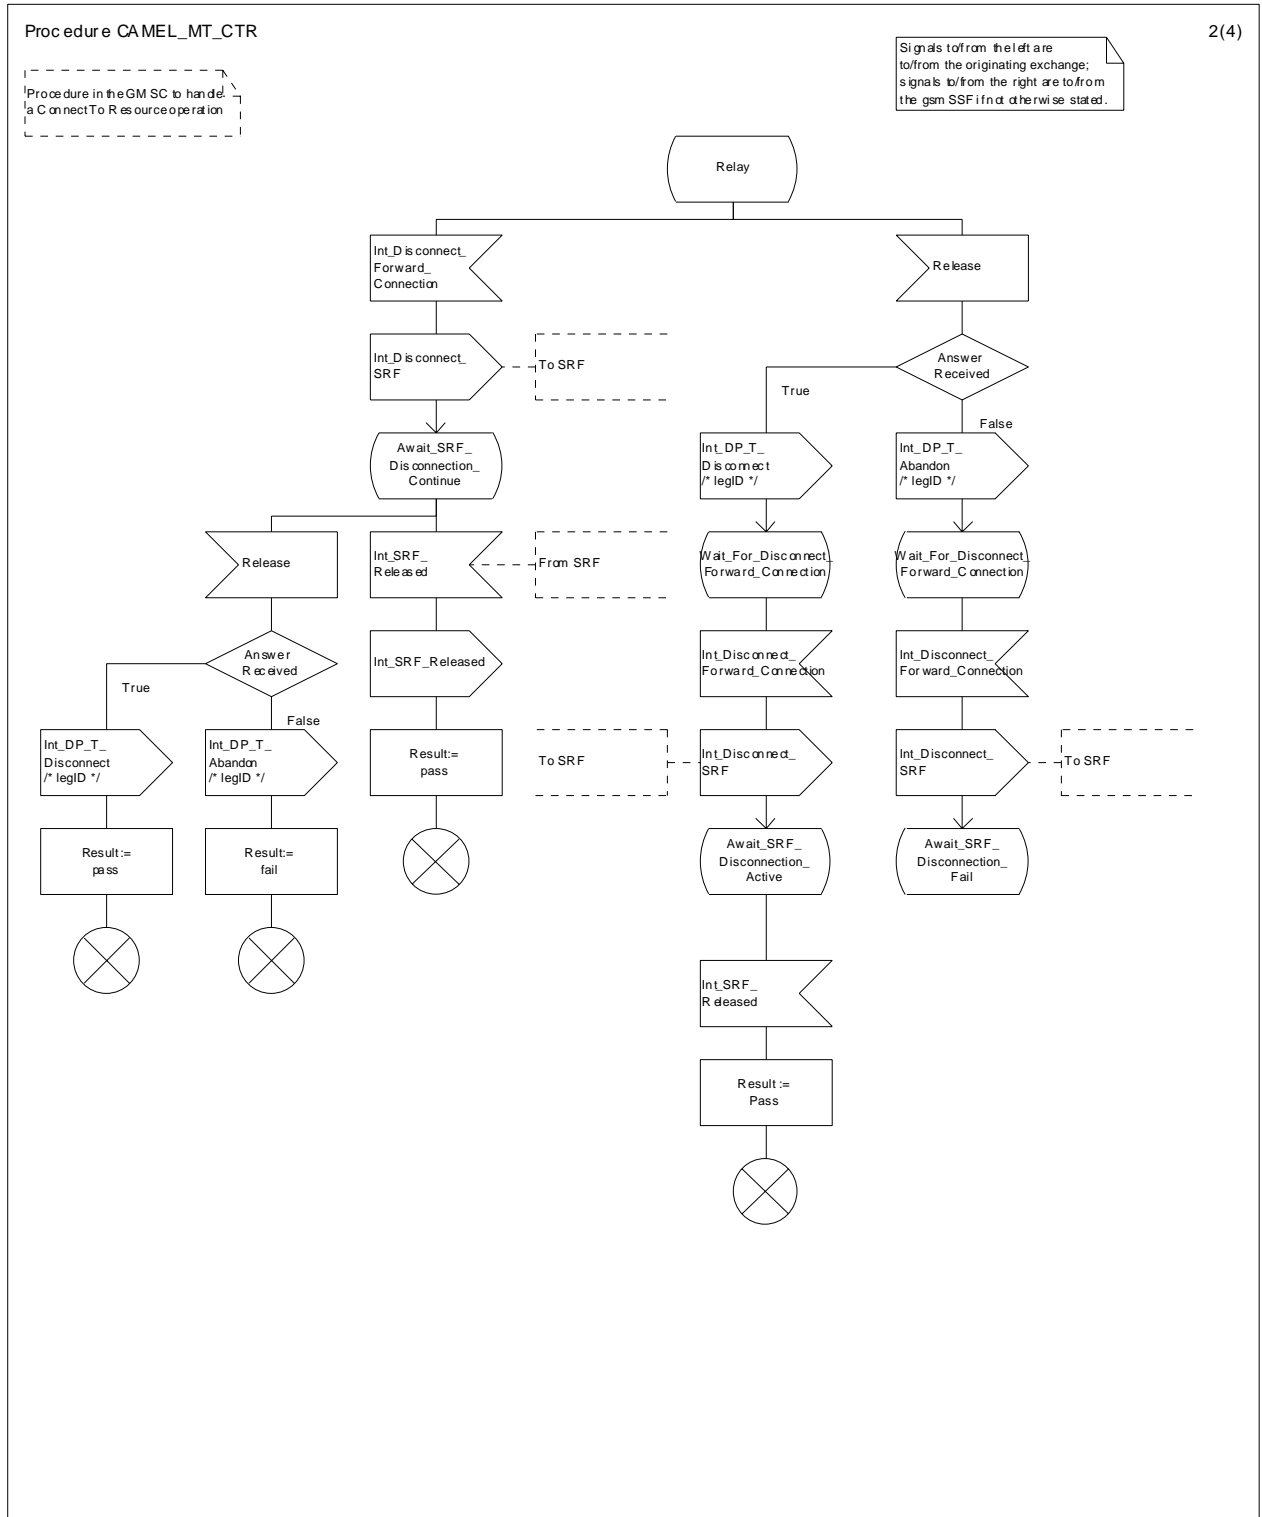 Procedure CAMEL_MT_CTR
2(4)
Procedure in the GMSC to handle
a Connect To Resource operation
Signals to/from the left are
to/from the originating exchange;
signals to/from the right are to/from
the gsmSSF if not otherwise stated.
Relay
Int_Disconnect_
Forward_
Connection
Release
Int_Disconnect_
SRF
To SRF
Answer
Received
True
False
Await_SRF_
Disconnection_
Continue
Int_DP_T_
Disconnect
/* legID */
Int_DP_T_
Abandon
/* legID */
Release
Int_SRF_
Released
From SRF
Wait_For_Disconnect_
Forward_Connection
Wait_For_Disconnect_
Forward_Connection
Answer
Received
True
False
Int_SRF_Released
Int_Disconnect_
Forward_Connection
Int_Disconnect_
Forward_Connection
Int_DP_T_
Disconnect
/* legID */
Int_DP_T_
Abandon
/* legID */
Result:=
pass
To SRF
Int_Disconnect_
SRF
Int_Disconnect_
SRF
To SRF
Result:=
pass
Result:=
fail
Await_SRF_
Disconnection_
Active
Await_SRF_
Disconnection_
Fail
Int_SRF_
Released
Result:=
Pass